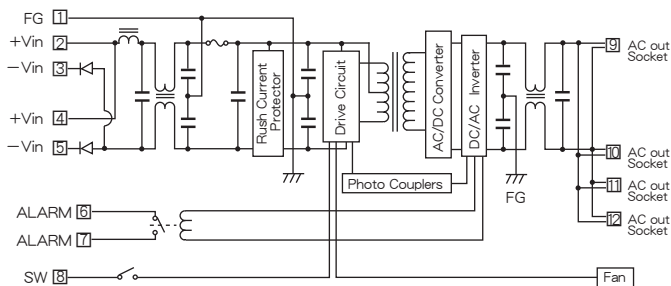 FG 1
+Vin 2
−Vin 3
+Vin 4
−Vin 5
ALARM 6
ALARM 7
SW 8
Rush Current
Protector
Drive Circuit
Photo Couplers
AC/DC Converter
DC/AC Inverter
FG
Fan
9 AC out
Socket
10 AC out
Socket
11 AC out
Socket
12 AC out
Socket